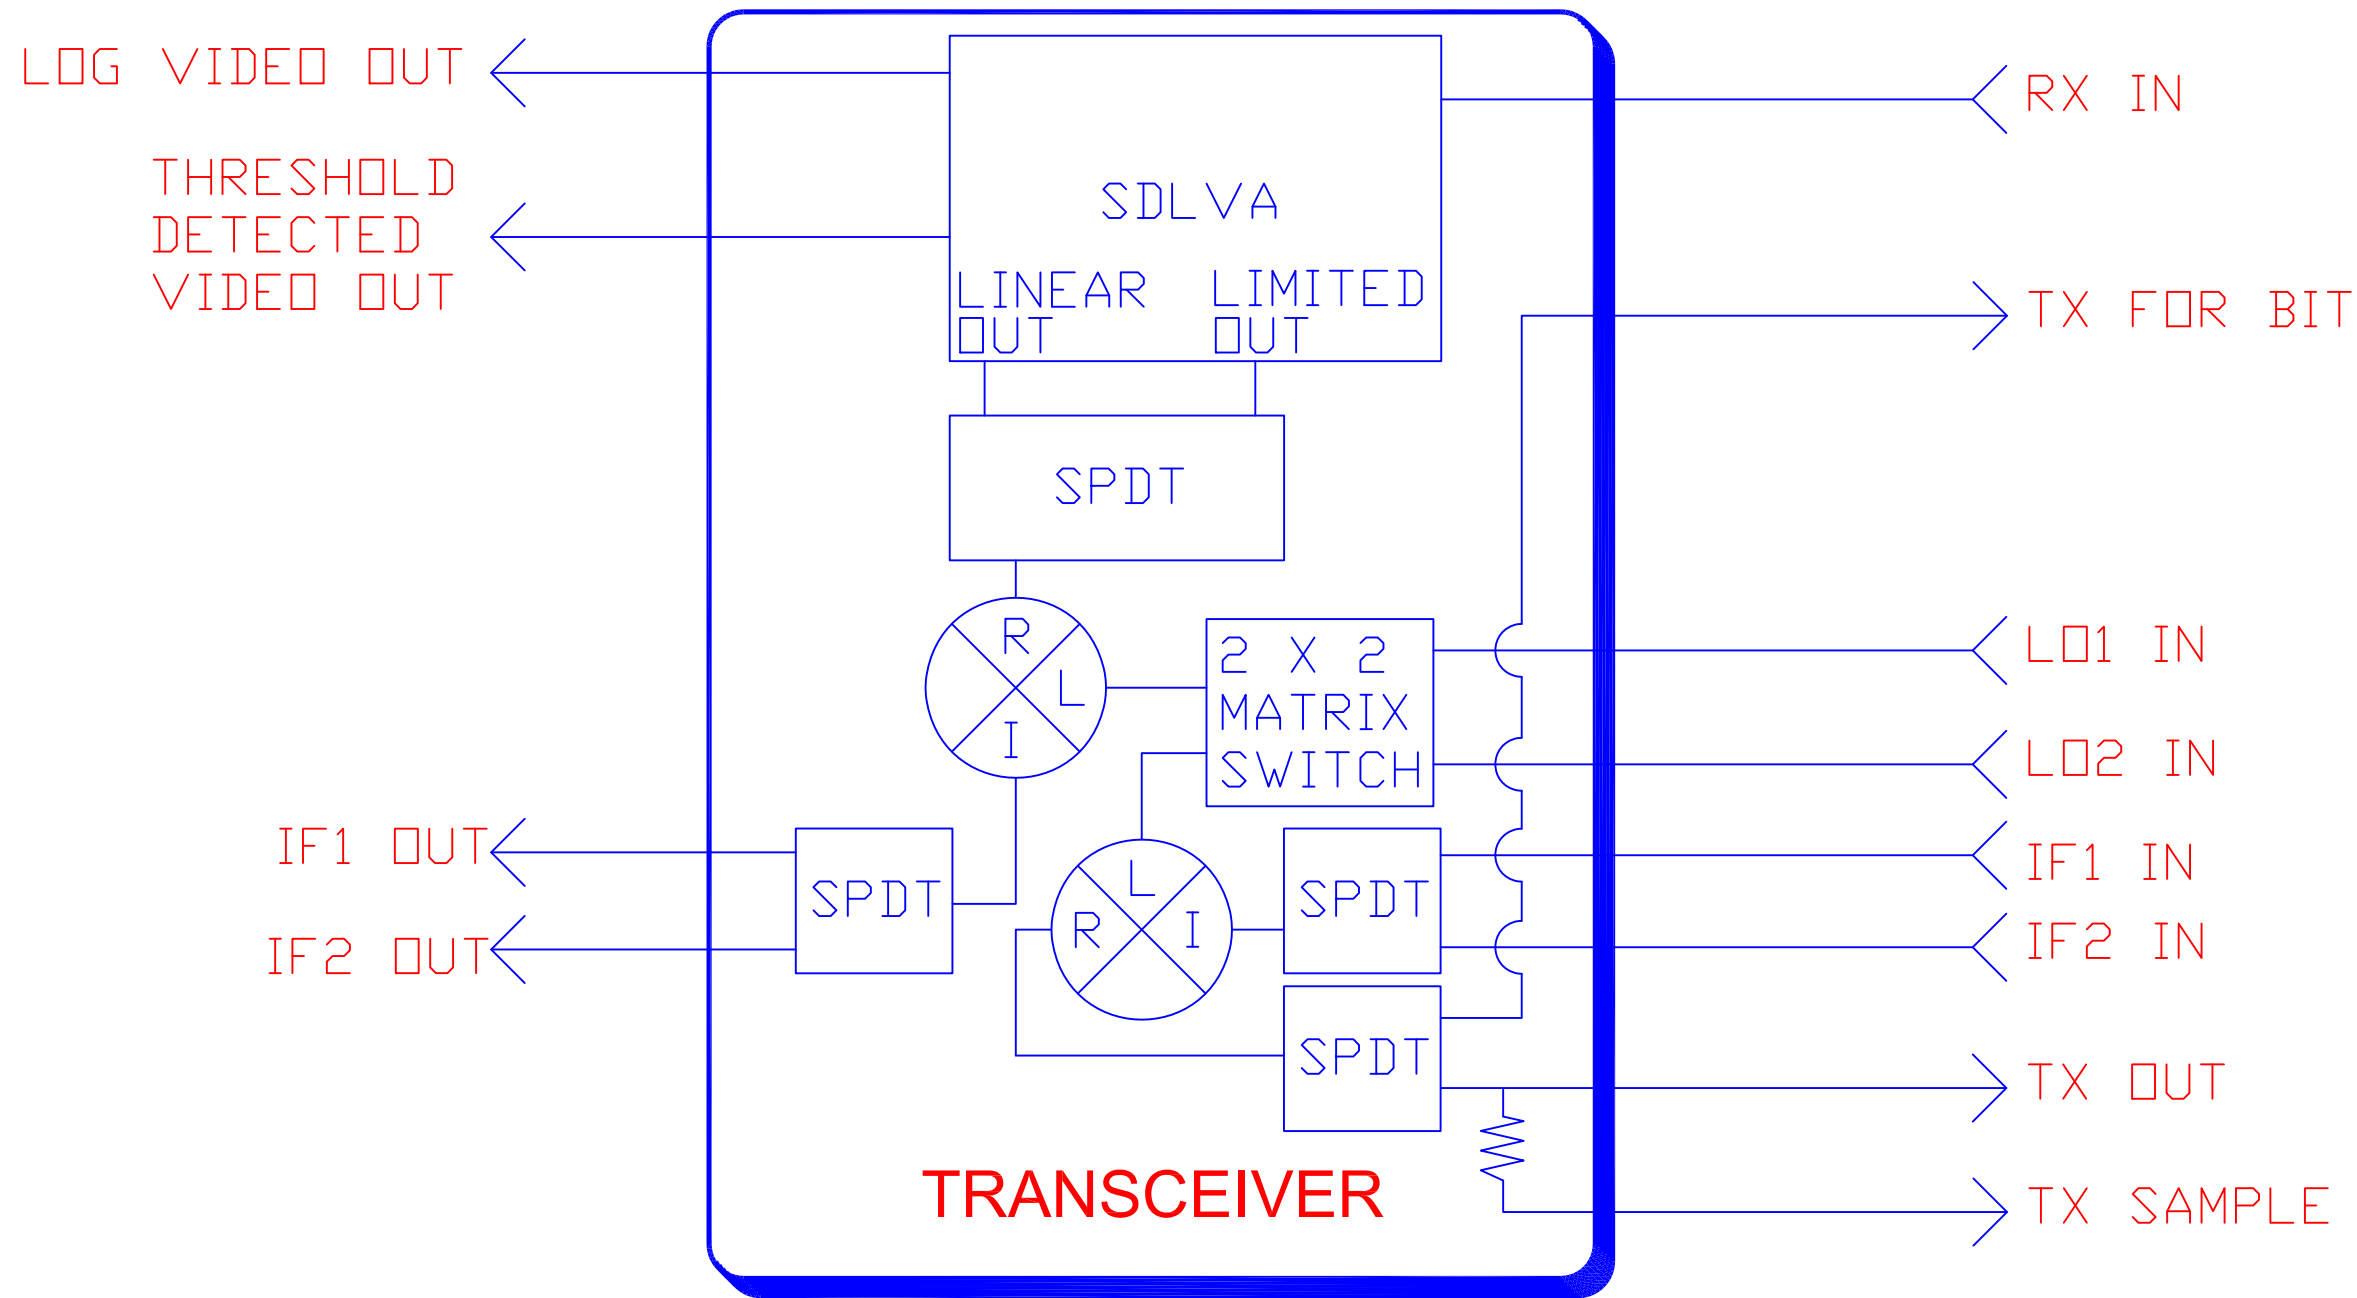 LOG VIDEO OUT
RX IN
THRESHOLD
DETECTED
VIDEO OUT
SDLVA
LINEAR
OUT
LIMITED
OUT
TX FOR BIT
SPDT
R
L
I
2 X 2
MATRIX
SWITCH
LO1 IN
LO2 IN
IF1 OUT
IF2 OUT
SPDT
L
R
I
SPDT
IF1 IN
IF2 IN
SPDT
TX OUT
TX SAMPLE
TRANSCEIVER